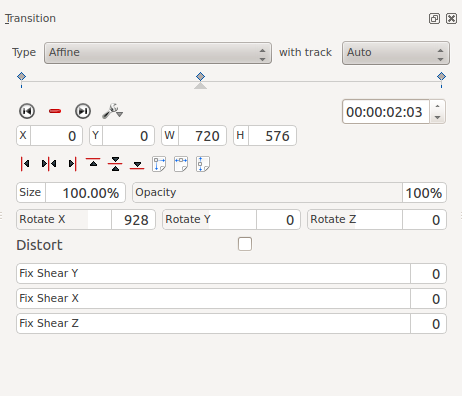 Transition
Type Affine with track Auto
00:00:02:03
X 0 Y 0 W 720 H 576
Size 100.00% Opacity 100%
Rotate X 928 Rotate Y 0 Rotate Z 0
Distort
Fix Shear Y 0
Fix Shear X 0
Fix Shear Z 0